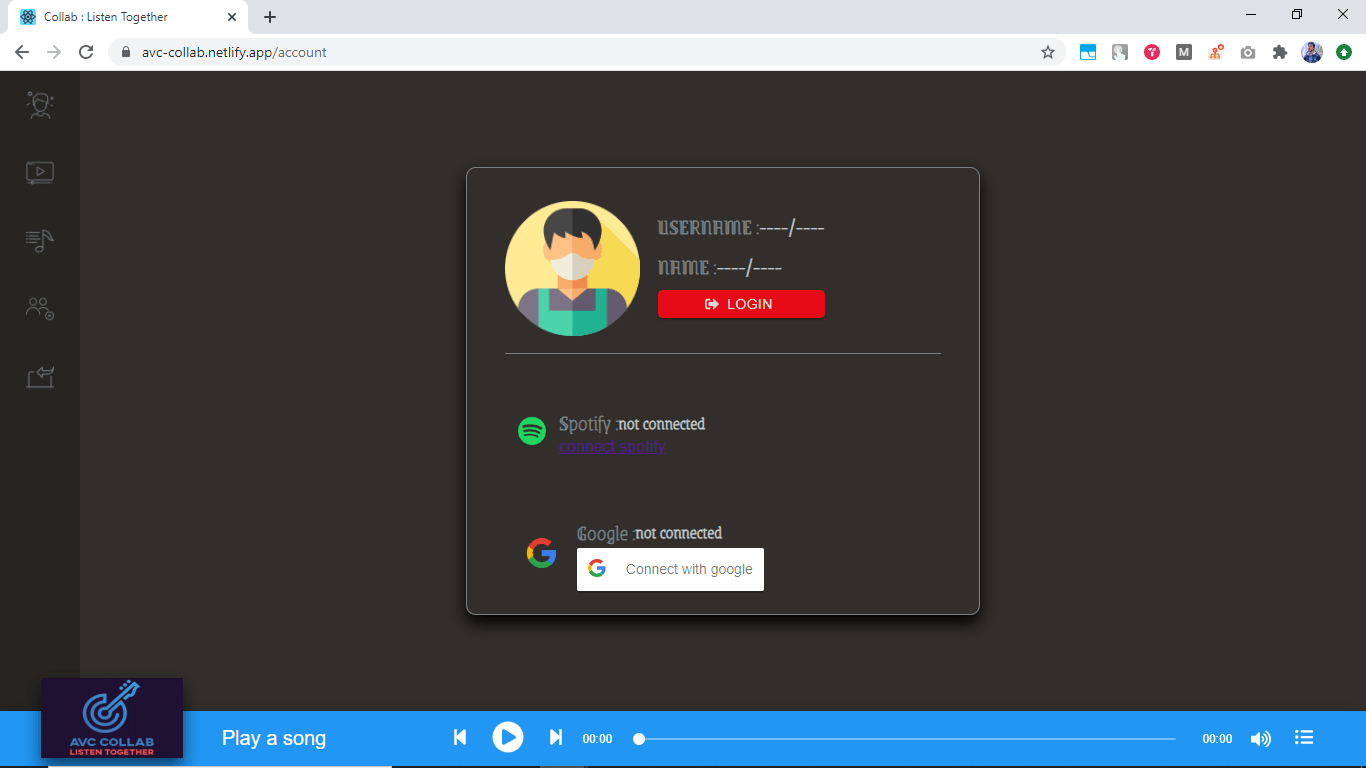 Collab : Listen Together
avc-collab.netlify.app/account
M
USERNAME :----/----
NAME :----/----
LOGIN
Spotify :not connected
connect spotify
Google :not connected
Connect with google
AVC COLLAB
LISTEN TOGETHER
Play a song
00:00
00:00